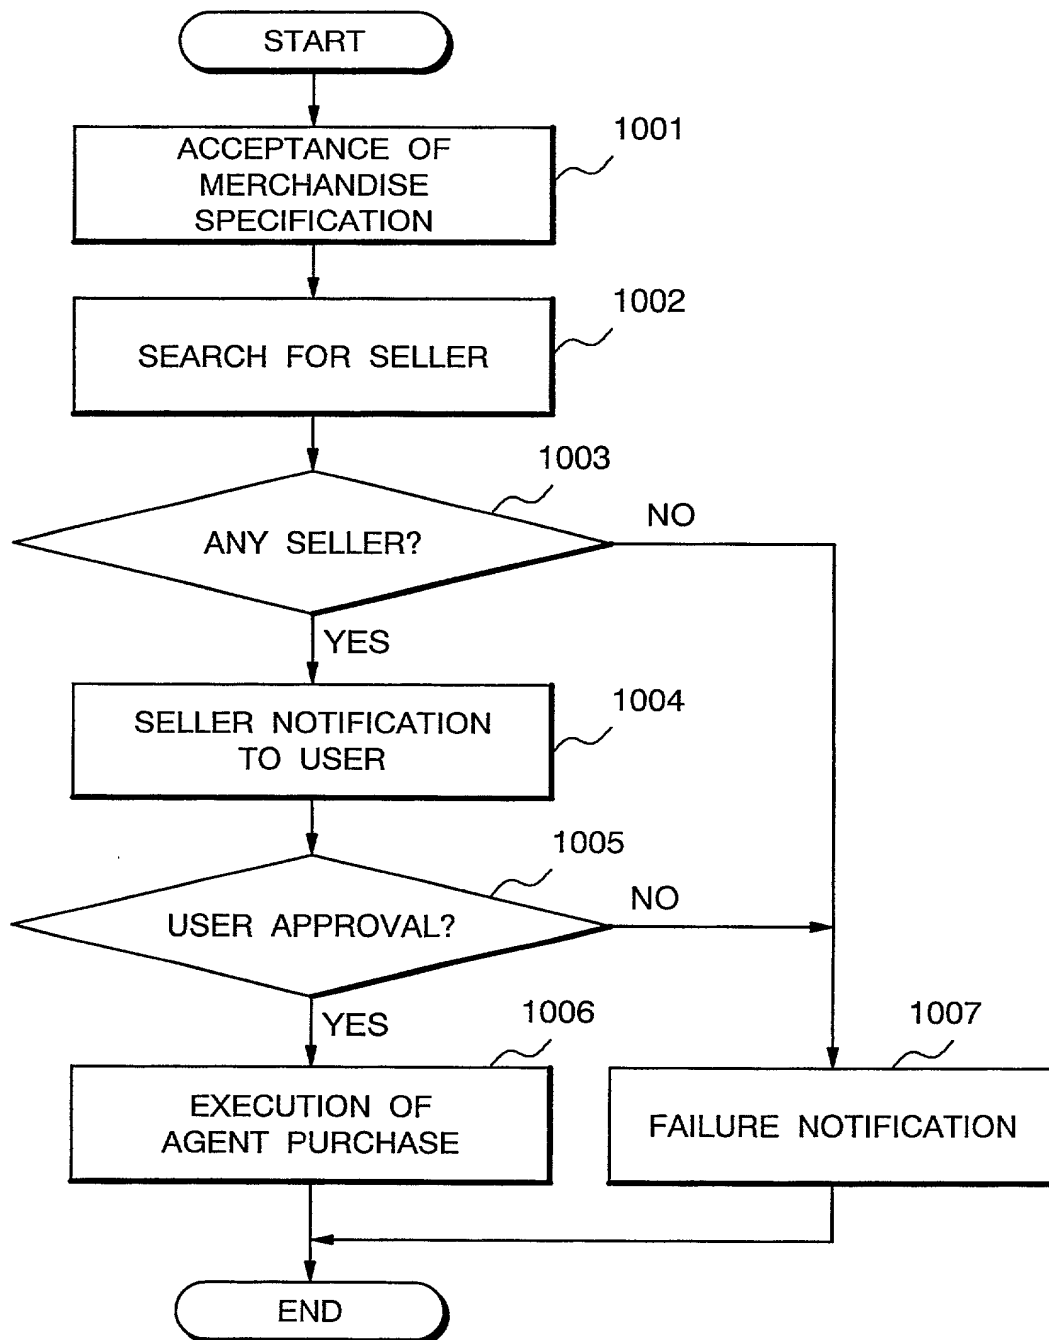 START
1001
ACCEPTANCE OF
MERCHANDISE
SPECIFICATION
1002
SEARCH FOR SELLER
1003
ANY SELLER?
NO
YES
1004
SELLER NOTIFICATION
TO USER
1005
USER APPROVAL?
NO
YES
1006
EXECUTION OF
AGENT PURCHASE
1007
FAILURE NOTIFICATION
END